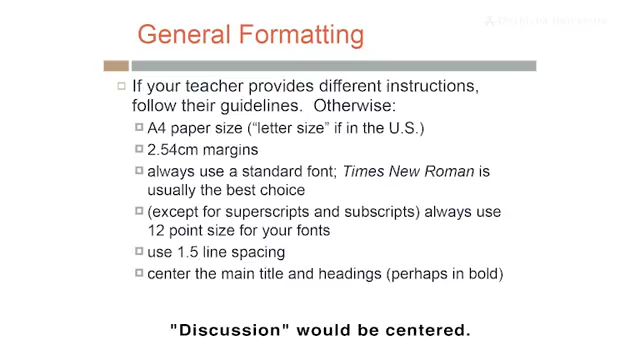 General Formatting
If your teacher provides different instructions,
follow their guidelines. Otherwise:
A4 paper size ("letter size" if in the U.S.)
2.54cm margins
always use a standard font; Times New Roman is
usually the best choice
(except for superscripts and subscripts) always use
12 point size for your fonts
use 1.5 line spacing
center the main title and headings (perhaps in bold)
"Discussion" would be centered.